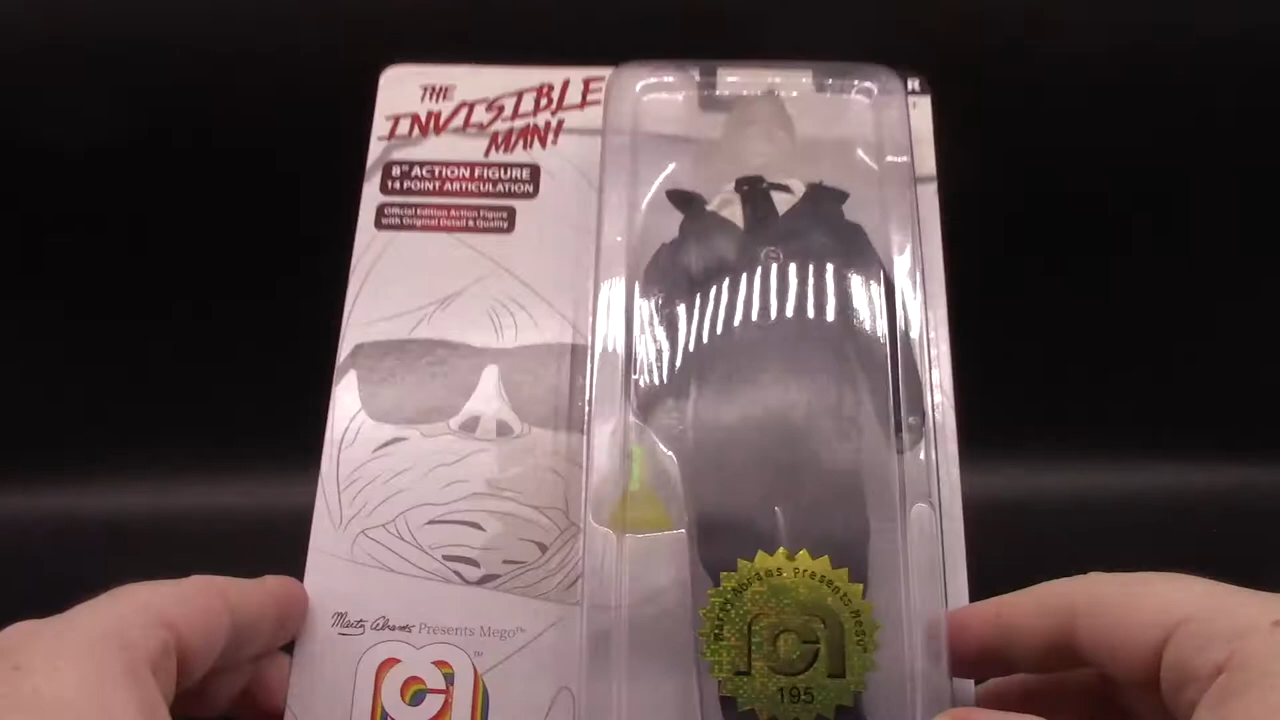 THE
INVISIBLE
MAN!
8" ACTION FIGURE
14 POINT ARTICULATION
Official Edition Action Figure
with Original Detail & Quality
Marty Abrams Presents Mego™
™
R
Marty Abrams Presents Mego
195